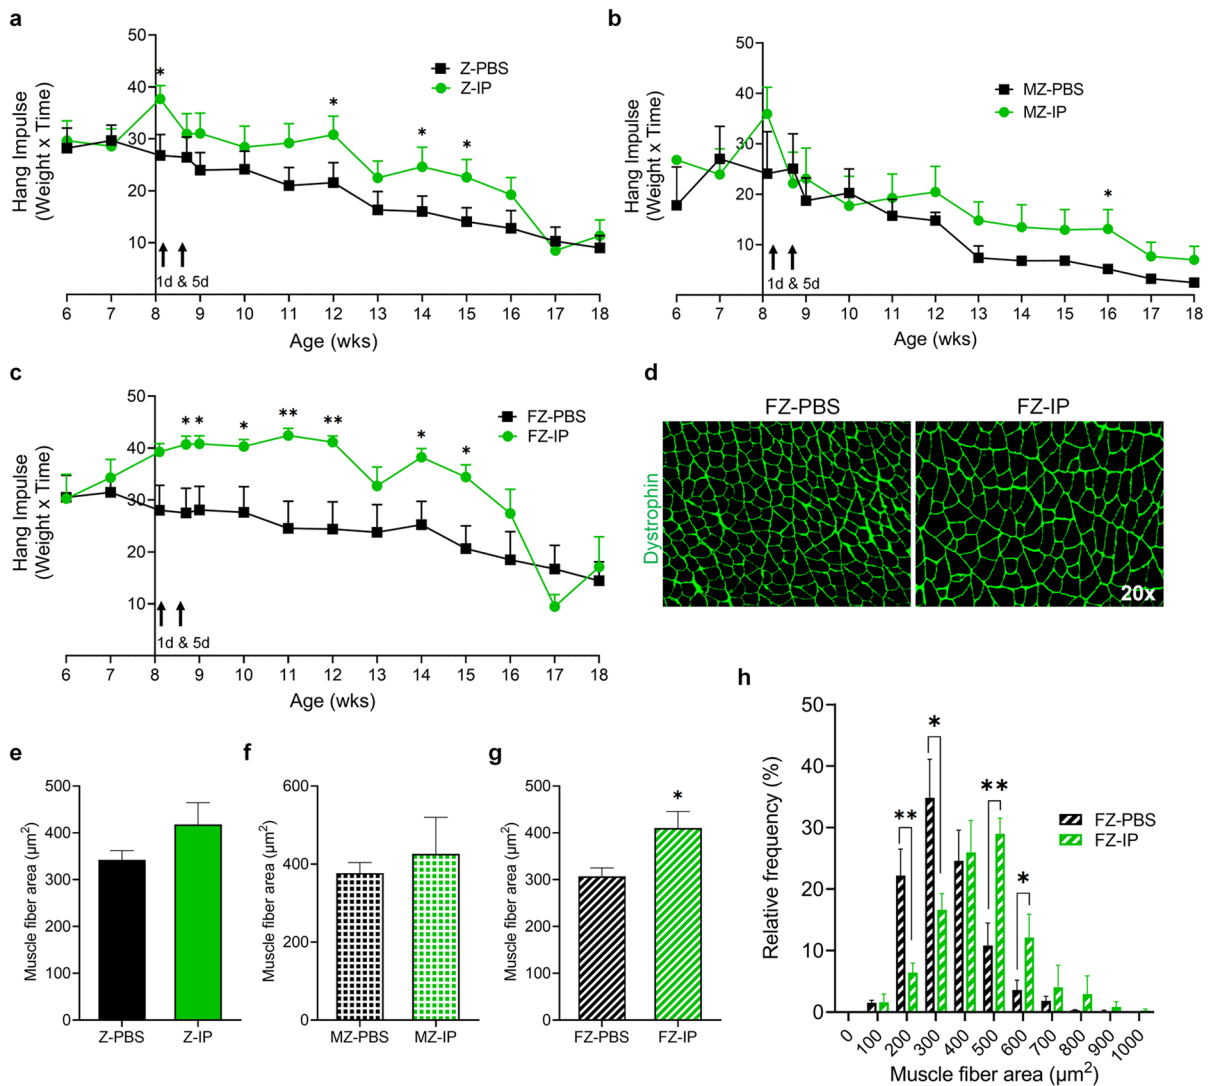 a
Hang Impulse
(Weight x Time)
50
40
30
20
10
*
*
*
*
Z-PBS
Z-IP
1d & 5d
6 7 8 9 10 11 12 13 14 15 16 17 18
Age (wks)
b
Hang Impulse
(Weight x Time)
50
40
30
20
10
*
MZ-PBS
MZ-IP
1d & 5d
6 7 8 9 10 11 12 13 14 15 16 17 18
Age (wks)
c
Hang Impulse
(Weight x Time)
50
40
30
20
10
** * ** ** * *
FZ-PBS
FZ-IP
1d & 5d
6 7 8 9 10 11 12 13 14 15 16 17 18
Age (wks)
d
FZ-PBS FZ-IP
Dystrophin
20x
e
Muscle fiber area (µm²)
500
400
300
200
100
0
Z-PBS Z-IP
f
Muscle fiber area (µm²)
600
400
200
0
MZ-PBS MZ-IP
g
Muscle fiber area (µm²)
500
400
300
200
100
0
*
FZ-PBS FZ-IP
h
Relative frequency (%)
50
40
30
20
10
0
** * ** *
FZ-PBS
FZ-IP
0 100 200 300 400 500 600 700 800 900 1000
Muscle fiber area (µm²)